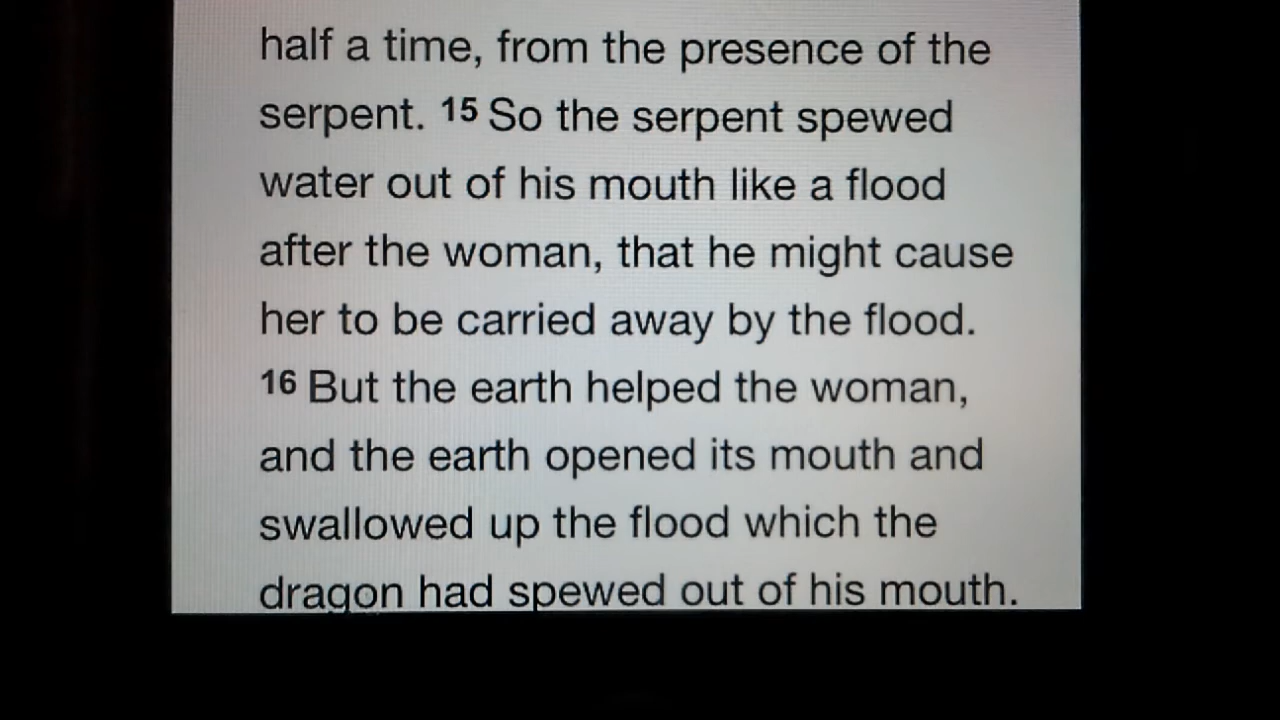 half a time, from the presence of the
serpent. 15 So the serpent spewed
water out of his mouth like a flood
after the woman, that he might cause
her to be carried away by the flood.
16 But the earth helped the woman,
and the earth opened its mouth and
swallowed up the flood which the
dragon had spewed out of his mouth.